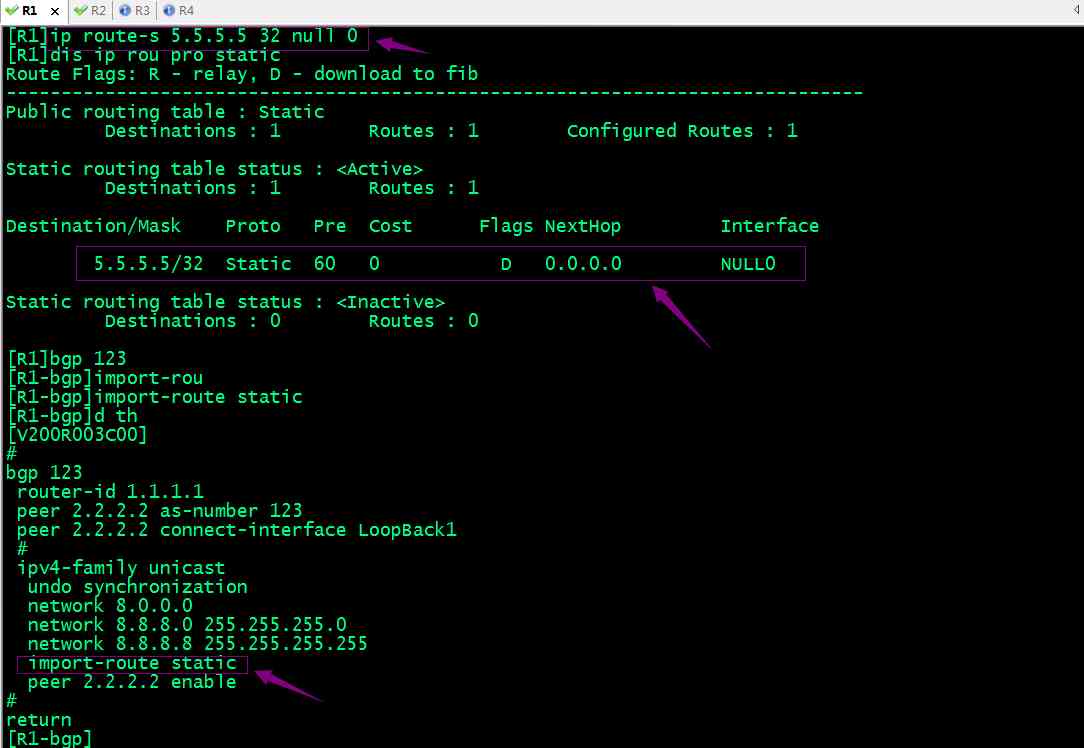 R1 × R2 R3 R4
[R1]ip route-s 5.5.5.5 32 null 0
[R1]dis ip rou pro static
Route Flags: R - relay, D - download to fib
------------------------------------------------------------------------------
Public routing table : Static
Destinations : 1 Routes : 1 Configured Routes : 1
Static routing table status : <Active>
Destinations : 1 Routes : 1
Destination/Mask Proto Pre Cost Flags NextHop Interface
5.5.5.5/32 Static 60 0 D 0.0.0.0 NULL0
Static routing table status : <Inactive>
Destinations : 0 Routes : 0
[R1]bgp 123
[R1-bgp]import-rou
[R1-bgp]import-route static
[R1-bgp]d th
[V200R003C00]
#
bgp 123
router-id 1.1.1.1
peer 2.2.2.2 as-number 123
peer 2.2.2.2 connect-interface LoopBack1
#
ipv4-family unicast
undo synchronization
network 8.0.0.0
network 8.8.8.0 255.255.255.0
network 8.8.8.8 255.255.255.255
import-route static
peer 2.2.2.2 enable
#
return
[R1-bgp]